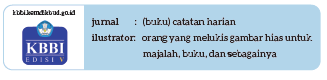 kbbi.kemdikbud.go.id
KBBI
EDISI V
jurnal : (buku) catatan harian
ilustrator: orang yang melukis gambar hias untuk
majalah, buku, dan sebagainya